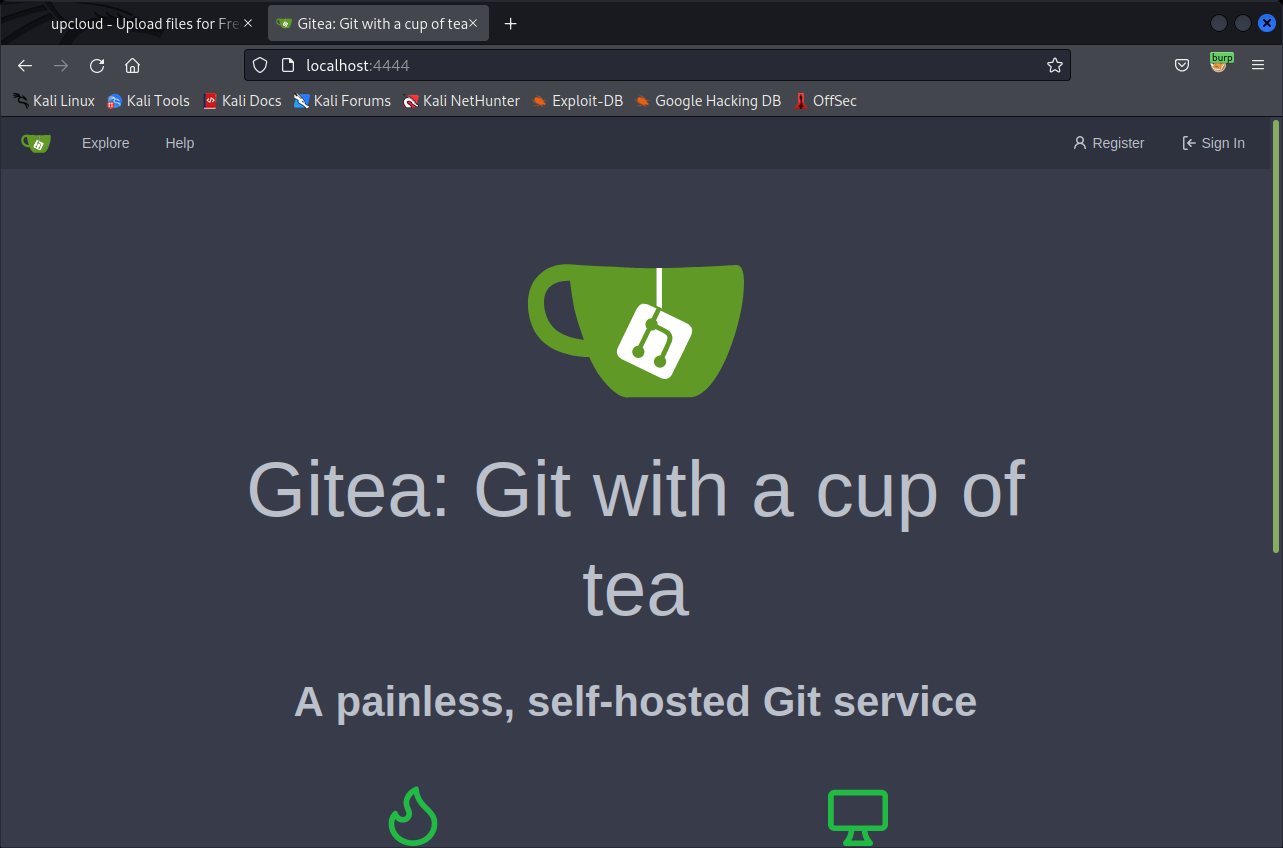 upcloud - Upload files for Fre
Gitea: Git with a cup of tea
localhost:4444
burp
Kali Linux Kali Tools Kali Docs Kali Forums Kali NetHunter Exploit-DB Google Hacking DB OffSec
Explore Help Register Sign In
Gitea: Git with a cup of
tea
A painless, self-hosted Git service